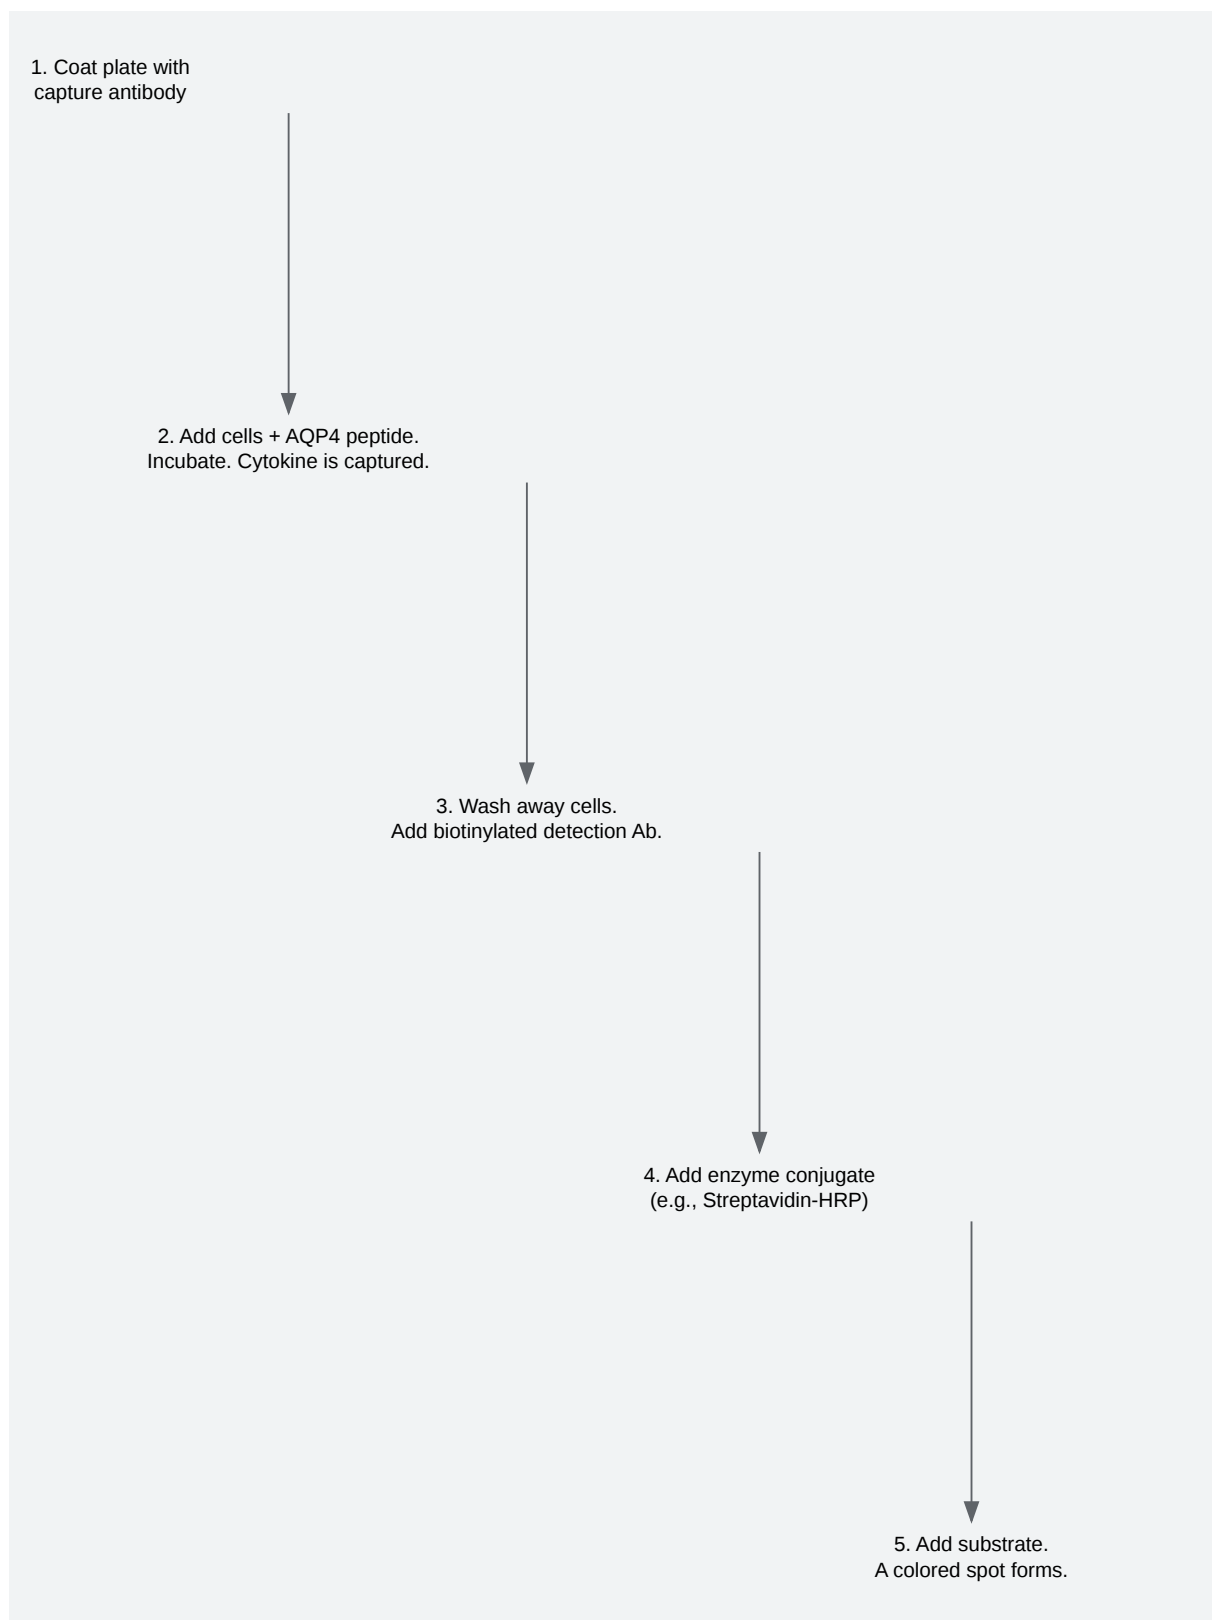 1. Coat plate with
capture antibody
2. Add cells + AQP4 peptide.
Incubate. Cytokine is captured.
3. Wash away cells.
Add biotinylated detection Ab.
4. Add enzyme conjugate
(e.g., Streptavidin-HRP)
5. Add substrate.
A colored spot forms.